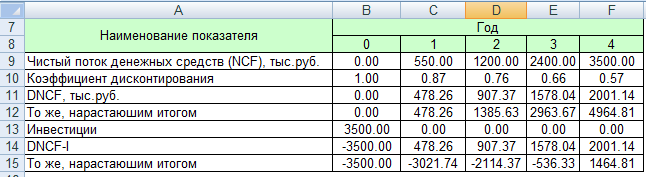 A B C D E F
7 Наименование показателя Год
8 0 1 2 3 4
9 Чистый поток денежных средств (NCF), тыс.руб. 0.00 550.00 1200.00 2400.00 3500.00
10 Коэффициент дисконтирования 1.00 0.87 0.76 0.66 0.57
11 DNCF, тыс.руб. 0.00 478.26 907.37 1578.04 2001.14
12 То же, нарастаюшим итогом 0.00 478.26 1385.63 2963.67 4964.81
13 Инвестиции 3500.00 0.00 0.00 0.00 0.00
14 DNCF-I -3500.00 478.26 907.37 1578.04 2001.14
15 То же, нарастаюшим итогом -3500.00 -3021.74 -2114.37 -536.33 1464.81